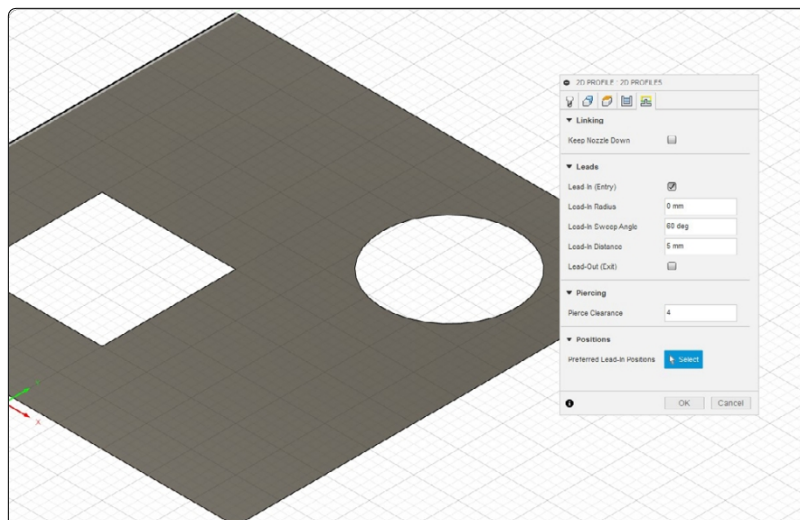 2D PROFILE : 2D PROFILES
▼ Linking
Keep Nozzle Down
▼ Leads
Lead-In (Entry)
Lead-In Radius 0 mm
Lead-In Sweep Angle 60 deg
Lead-In Distance 5 mm
Lead-Out (Exit)
▼ Piercing
Pierce Clearance 4
▼ Positions
Preferred Lead-In Positions Select
OK Cancel
X